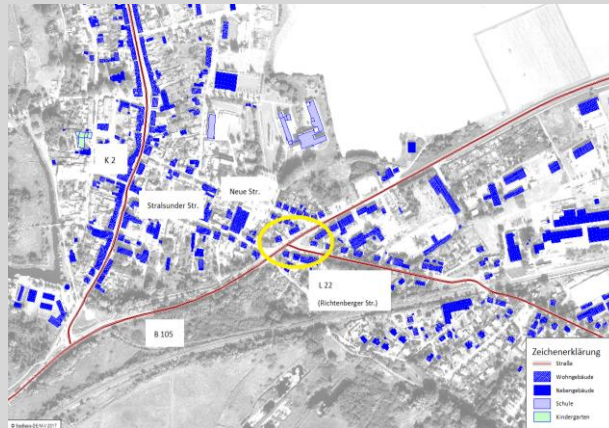 K 2
Neue Str.
Stralsunder Str.
L 22
(Richtenberger Str.)
B 105
Zeichenerklärung
Straße
Wohngebäude
Nebengebäude
Schule
Kindergarten